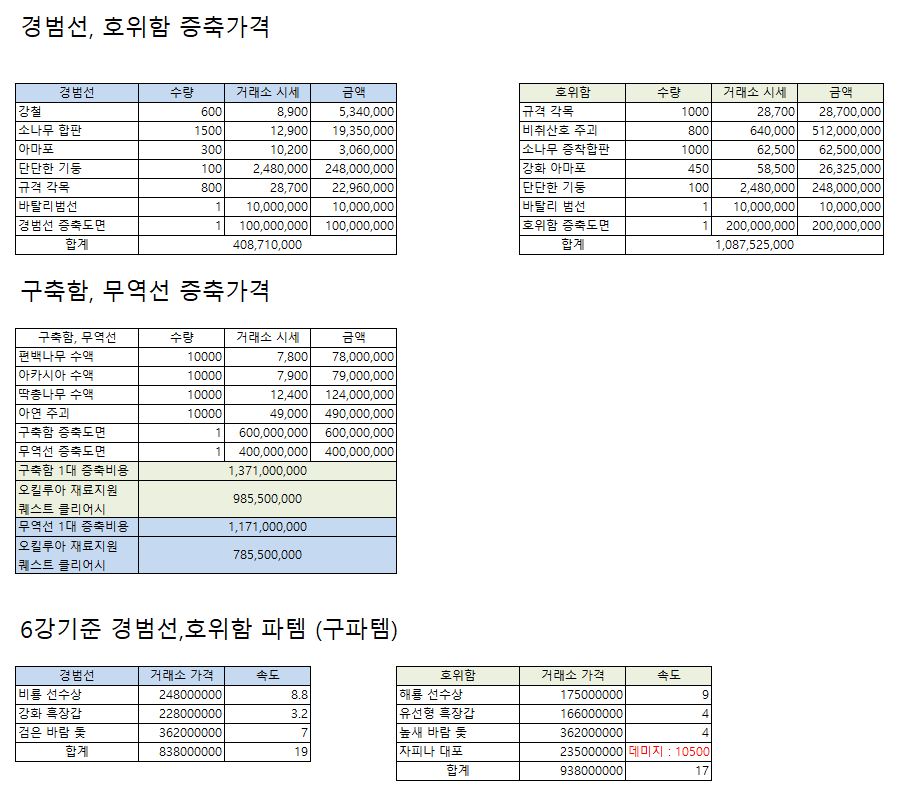 경범선, 호위함 증축가격
경범선 수량 거래소 시세 금액
강철 600 8,900 5,340,000
소나무 합판 1500 12,900 19,350,000
아마포 300 10,200 3,060,000
단단한 기둥 100 2,480,000 248,000,000
규격 각목 800 28,700 22,960,000
바탈리범선 1 10,000,000 10,000,000
경범선 증축도면 1 100,000,000 100,000,000
합계 408,710,000
호위함 수량 거래소 시세 금액
규격 각목 1000 28,700 28,700,000
비취산호 주괴 800 640,000 512,000,000
소나무 증착합판 1000 62,500 62,500,000
강화 아마포 450 58,500 26,325,000
단단한 기둥 100 2,480,000 248,000,000
바탈리 범선 1 10,000,000 10,000,000
호위함 증축도면 1 200,000,000 200,000,000
합계 1,087,525,000
구축함, 무역선 증축가격
구축함, 무역선 수량 거래소 시세 금액
편백나무 수액 10000 7,800 78,000,000
아카시아 수액 10000 7,900 79,000,000
딱총나무 수액 10000 12,400 124,000,000
아연 주괴 10000 49,000 490,000,000
구축함 증축도면 1 600,000,000 600,000,000
무역선 증축도면 1 400,000,000 400,000,000
구축함 1대 증축비용 1,371,000,000
오킬루아 재료지원
퀘스트 클리어시 985,500,000
무역선 1대 증축비용 1,171,000,000
오킬루아 재료지원
퀘스트 클리어시 785,500,000
6강기준 경범선,호위함 파템 (구파템)
경범선 거래소 가격 속도
비룡 선수상 248000000 8.8
강화 흑장갑 228000000 3.2
검은 바람 돛 362000000 7
합계 838000000 19
호위함 거래소 가격 속도
해룡 선수상 175000000 9
유선형 흑장갑 166000000 4
높새 바람 돛 362000000 4
자피나 대포 235000000 데미지 : 10500
합계 938000000 17